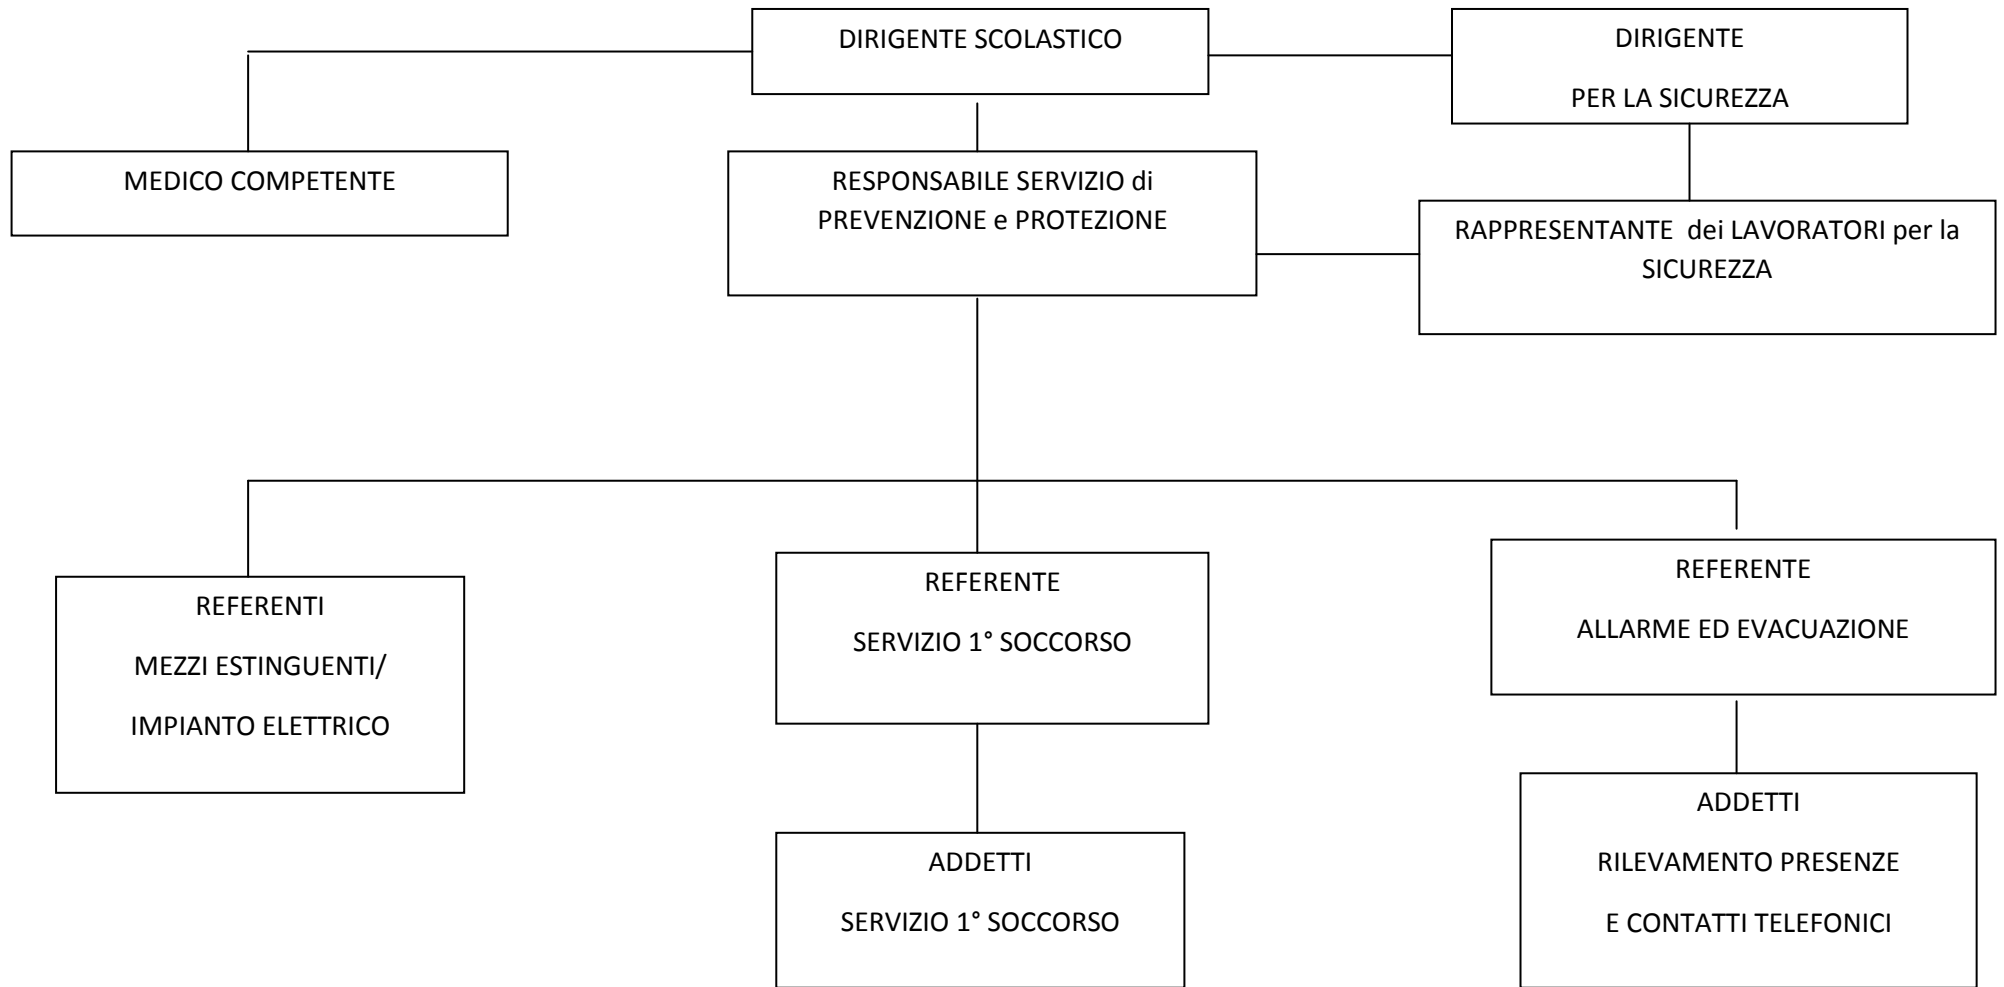 DIRIGENTE SCOLASTICO
DIRIGENTE
PER LA SICUREZZA
MEDICO COMPETENTE
RESPONSABILE SERVIZIO di
PREVENZIONE e PROTEZIONE
RAPPRESENTANTE dei LAVORATORI per la
SICUREZZA
REFERENTI
MEZZI ESTINGUENTI/
IMPIANTO ELETTRICO
REFERENTE
SERVIZIO 1° SOCCORSO
REFERENTE
ALLARME ED EVACUAZIONE
ADDETTI
SERVIZIO 1° SOCCORSO
ADDETTI
RILEVAMENTO PRESENZE
E CONTATTI TELEFONICI